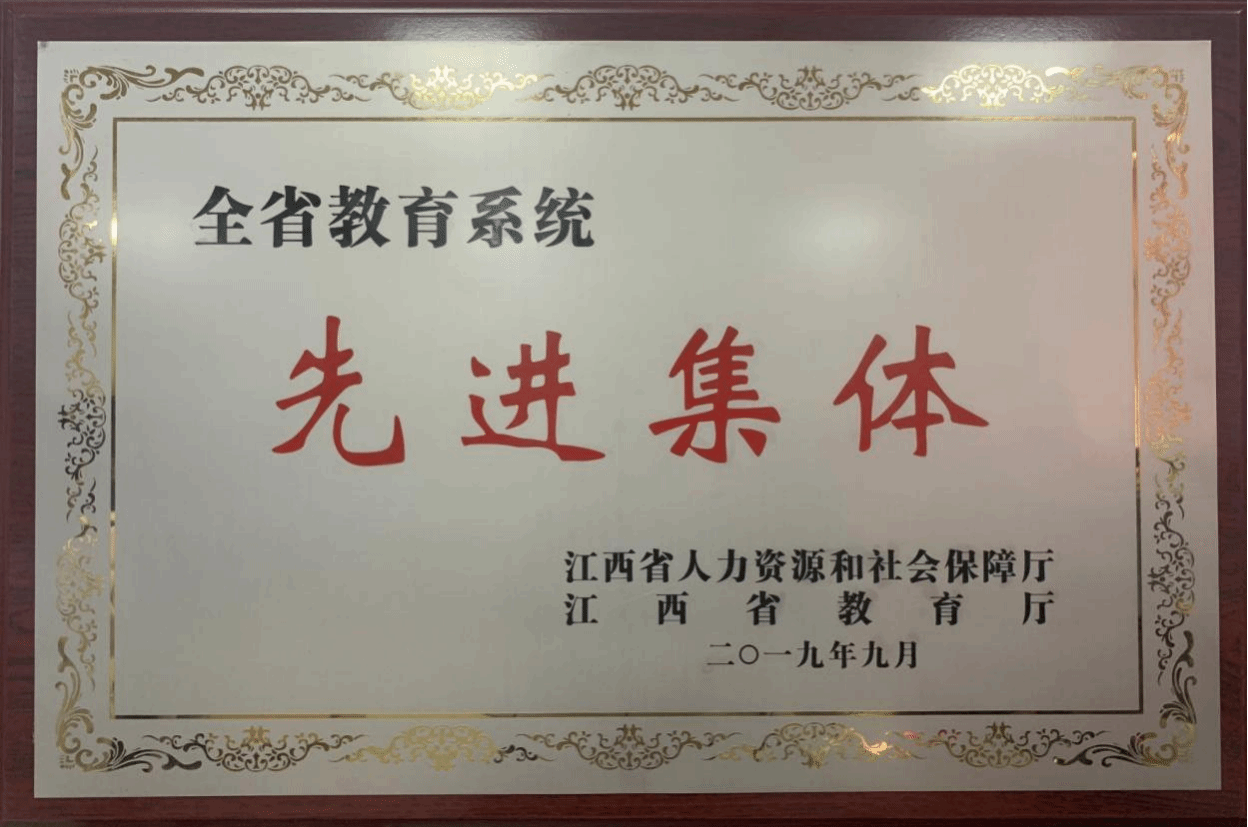 全省教育系统
先进集体
江西省人力资源和社会保障厅
江西省教育厅
二〇一九年九月